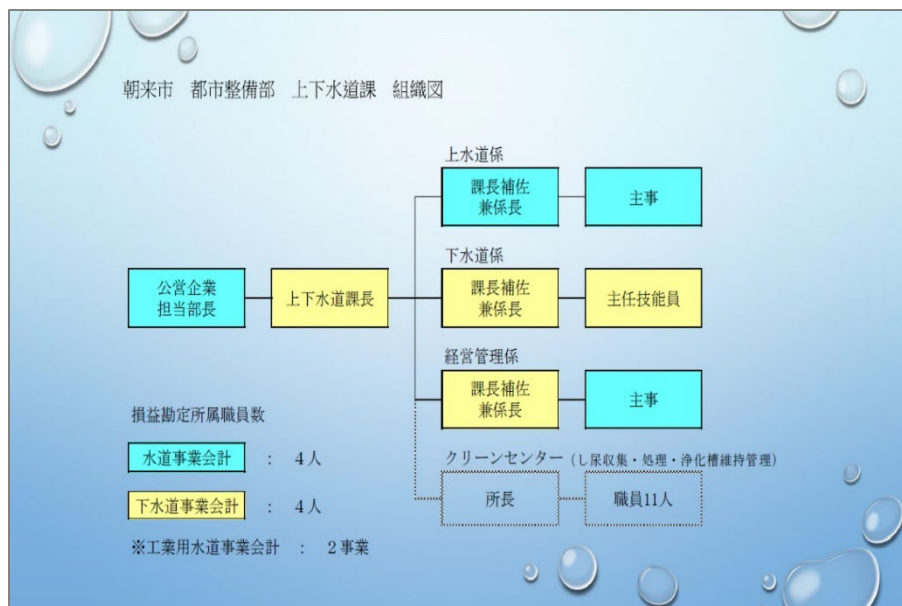 朝来市　都市整備部　上下水道課　組織図
上水道係
課長補佐
兼係長
主事
下水道係
公営企業
担当部長
上下水道課長
課長補佐
兼係長
主任技能員
経営管理係
課長補佐
兼係長
主事
損益勘定所属職員数
水道事業会計　：　4人
クリーンセンター（し尿収集・処理・浄化槽維持管理）
所長
職員11人
下水道事業会計　：　4人
※工業用水道事業会計　：　2事業